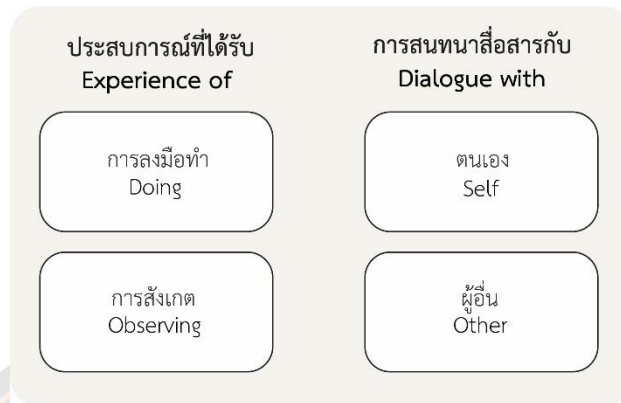 ประสบการณ์ที่ได้รับ
Experience of
การลงมือทำ
Doing
การสังเกต
Observing
การสนทนาสื่อสารกับ
Dialogue with
ตนเอง
Self
ผู้อื่น
Other